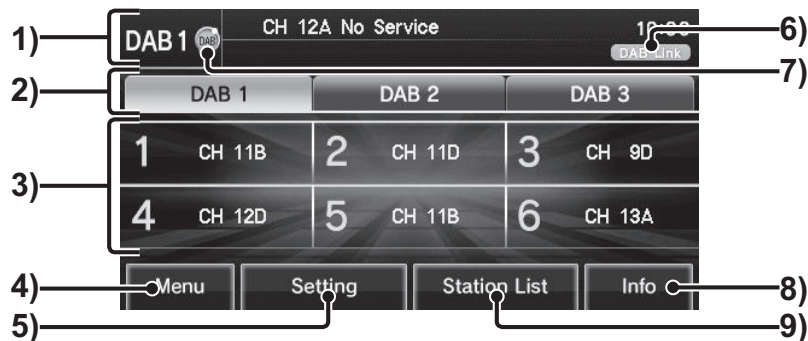 1)
DAB 1 DAB CH 12A No Service
6)
DAB Link
7)
2)
DAB 1 DAB 2 DAB 3
3)
1 CH 11B 2 CH 11D 3 CH 9D
4 CH 12D 5 CH 11B 6 CH 13A
4) Menu Setting Station List Info 8)
5) 9)